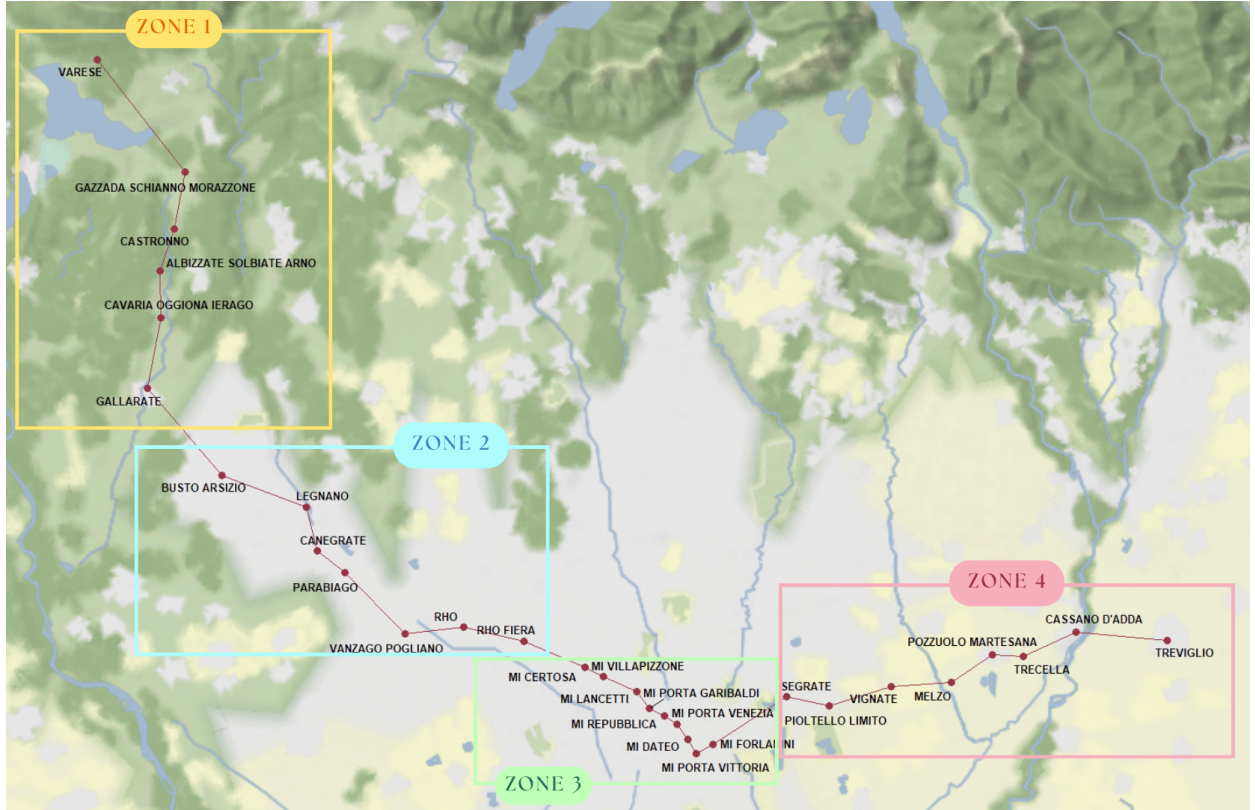 ZONE 1
VARESE
GAZZADA SCHIANNO MORAZZONE
CASTRONNO
ALBIZZATE SOLBIATE ARNO
CAVARIA OGGIONA IERAGO
GALLARATE
ZONE 2
BUSTO ARSIZIO
LEGNANO
CANEGRATE
PARABIAGO
RHO
RHO FIERA
VANZAGO POGLIANO
MI VILLAPIZZONE
MI CERTOSA
MI PORTA GARIBALDI
MI LANCETTI
MI PORTA VENEZIA
MI REPUBBLICA
MI DATEO
MI FORLANINI
MI PORTA VITTORIA
ZONE 3
ZONE 4
CASSANO D'ADDA
POZZUOLO MARTESANA
TREVIGLIO
TRECELLA
SEGRATE
VIGNATE
MELZO
PIOLTELLO LIMITO